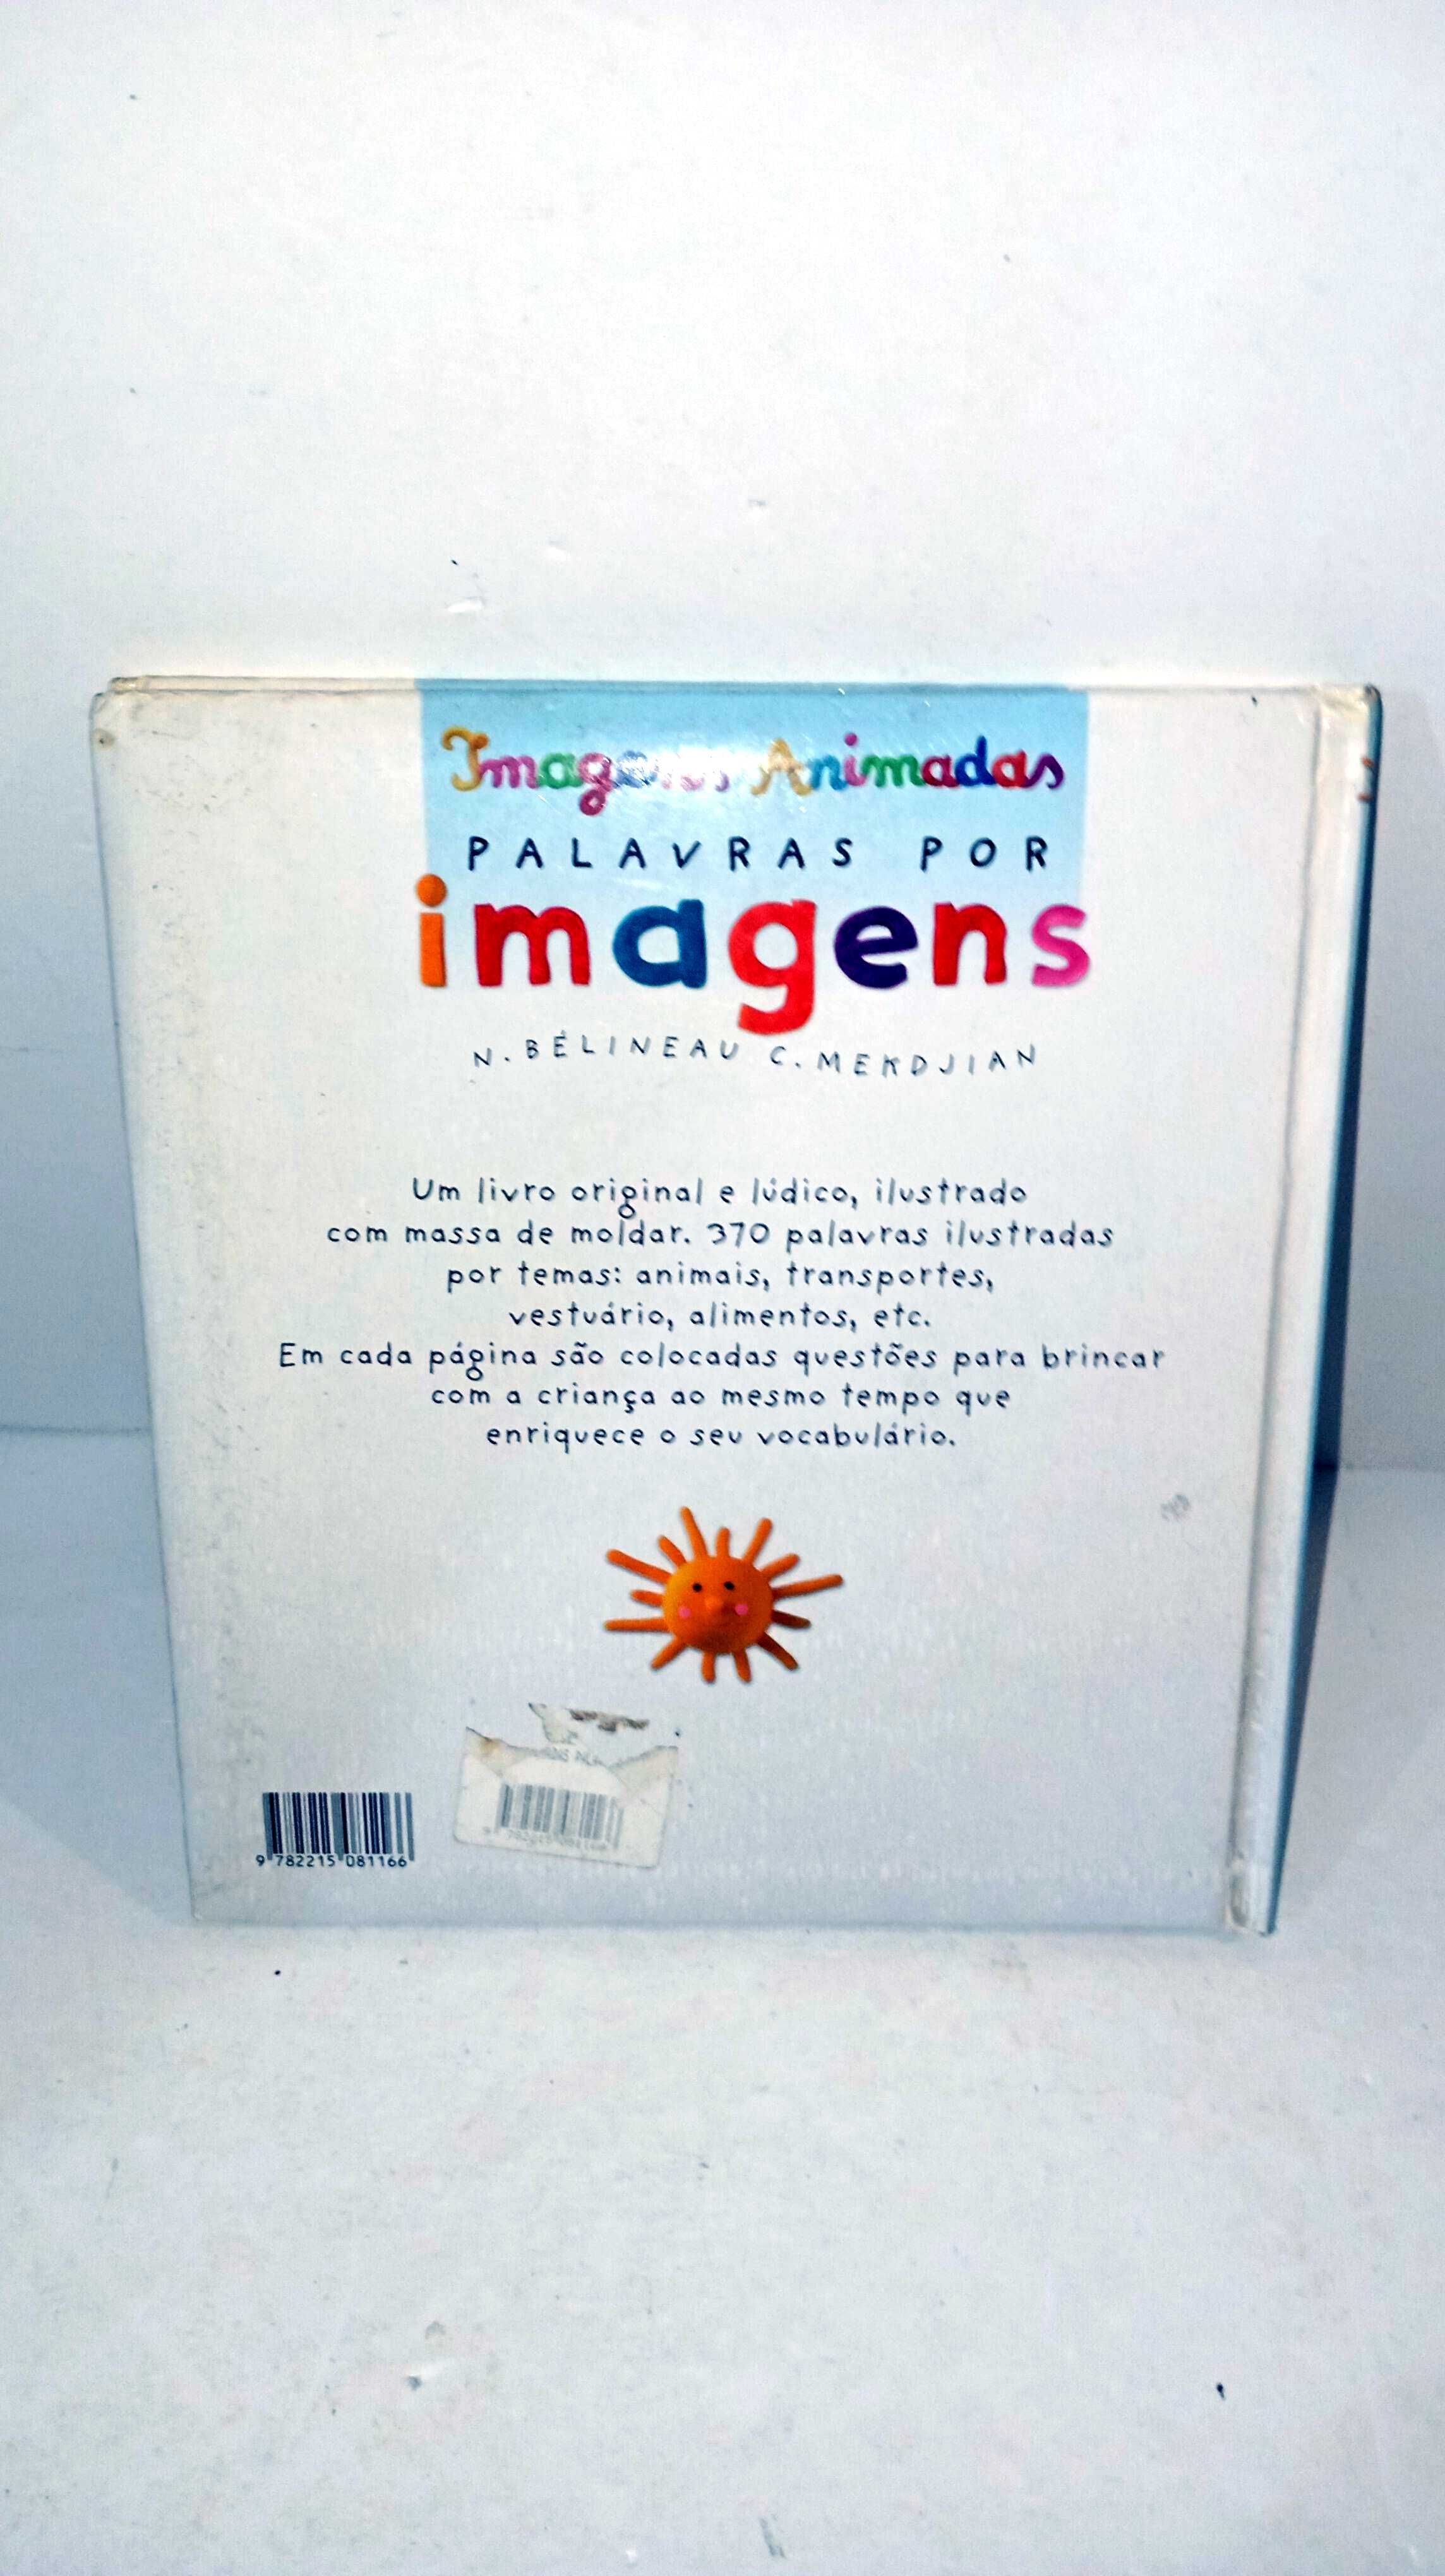 Imagens Animadas
PALAVRAS POR
imagens
N. BÉLINEAU C. MEKDJIAN
Um livro original e lúdico, ilustrado
com massa de moldar. 370 palavras ilustradas
por temas: animais, transportes,
vestuário, alimentos, etc.
Em cada página são colocadas questões para brincar
com a criança ao mesmo tempo que
enriquece o seu vocabulário.
9 782215 081166